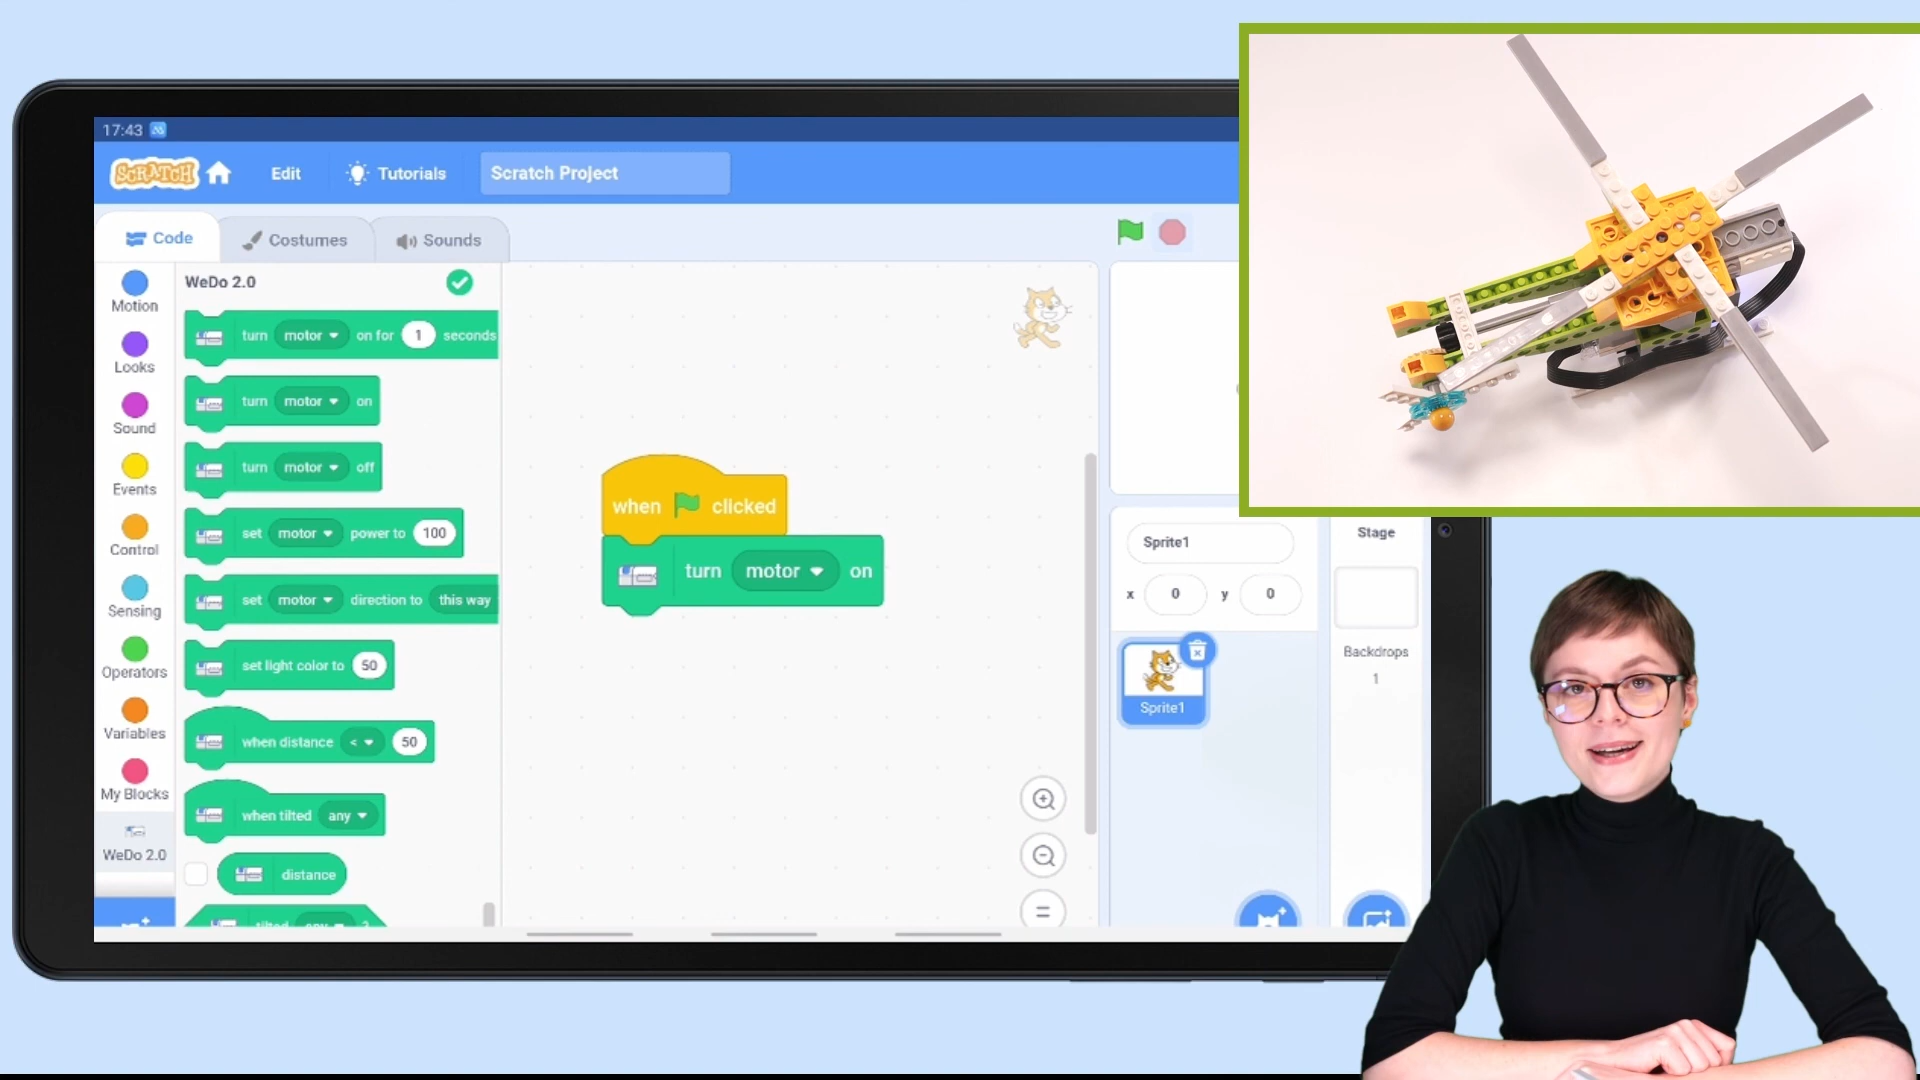 17:43
SCRATCH
Edit
Tutorials
Scratch Project
Code
Costumes
Sounds
Motion
Looks
Sound
Events
Control
Sensing
Operators
Variables
My Blocks
WeDo 2.0
WeDo 2.0
turn motor on for 1 seconds
turn motor on
turn motor off
set motor power to 100
set motor direction to this way
set light color to 50
when distance < 50
when tilted any
distance
tilted any ?
when clicked
turn motor on
Sprite1
x 0 y 0
Sprite1
Stage
Backdrops
1